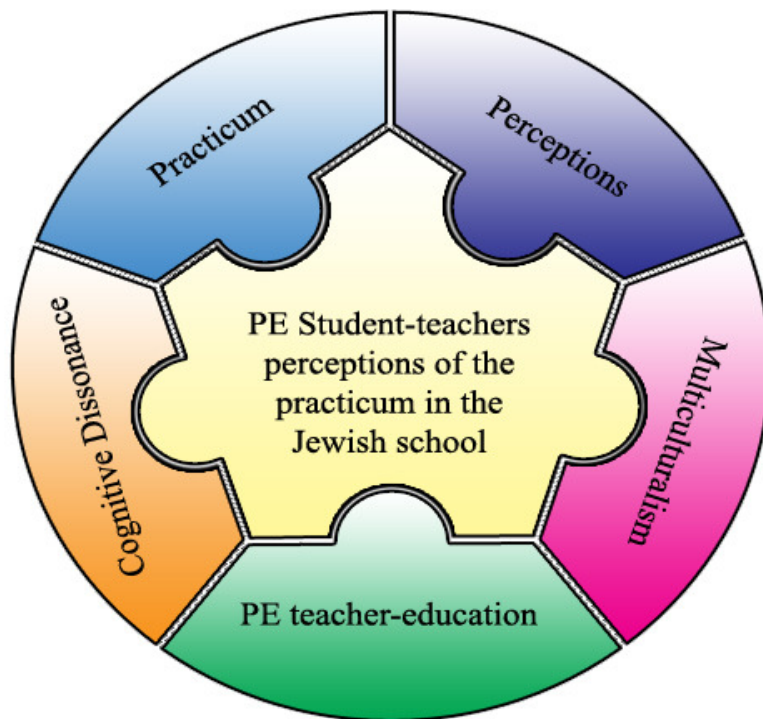 Practicum
Perceptions
PE Student-teachers
perceptions of the
practicum in the
Jewish school
Cognitive Dissonance
Multiculturalism
PE teacher-education